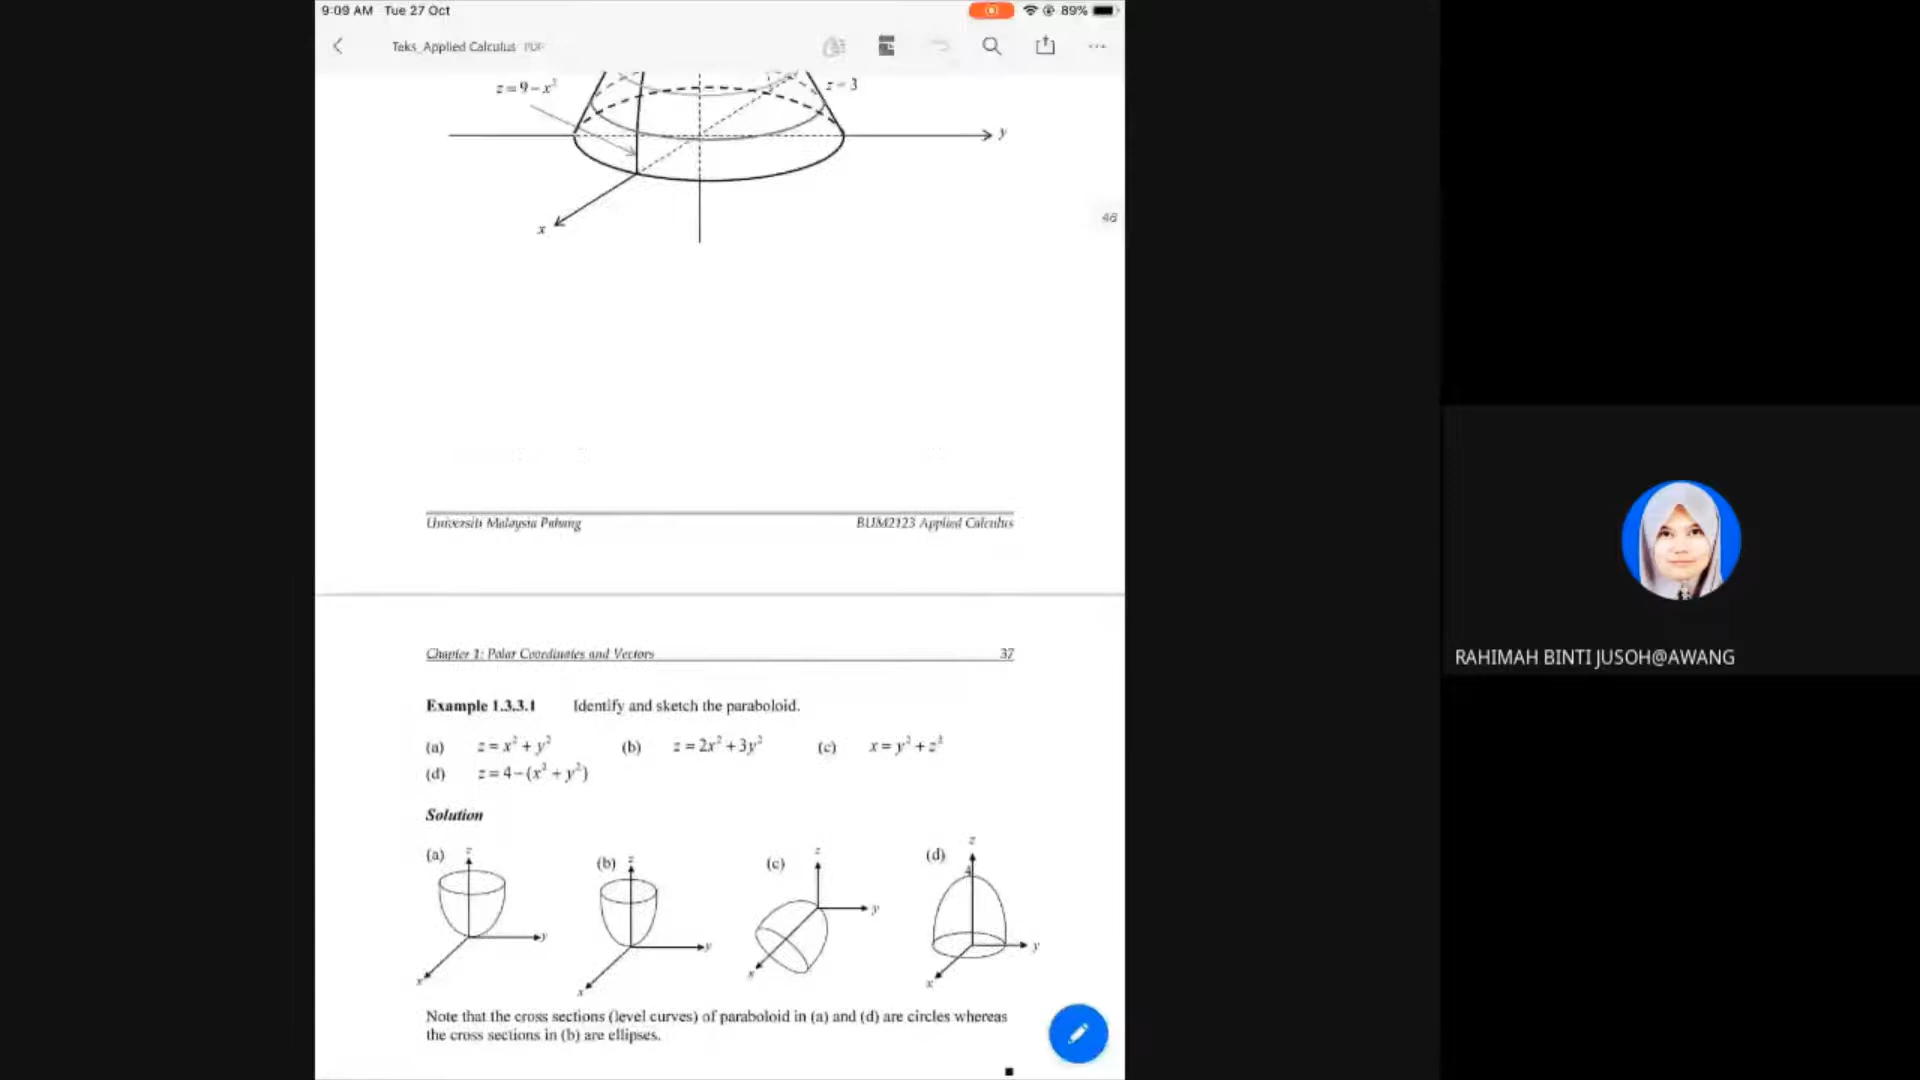 9:09 AM Tue 27 Oct 89%
Teks_Applied Calculus PDF
z = 9 – x²
z = 3
y
x
46
Universiti Malaysia Pahang BUM2123 Applied Calculus
Chapter 1: Polar Coordinates and Vectors 37
Example 1.3.3.1 Identify and sketch the paraboloid.
(a) z = x² + y² (b) z = 2x² + 3y² (c) x = y² + z²
(d) z = 4 – (x² + y²)
Solution
(a) z y x
(b) z y x
(c) z y x
(d) z 4 y x
Note that the cross sections (level curves) of paraboloid in (a) and (d) are circles whereas
the cross sections in (b) are ellipses.
RAHIMAH BINTI JUSOH@AWANG